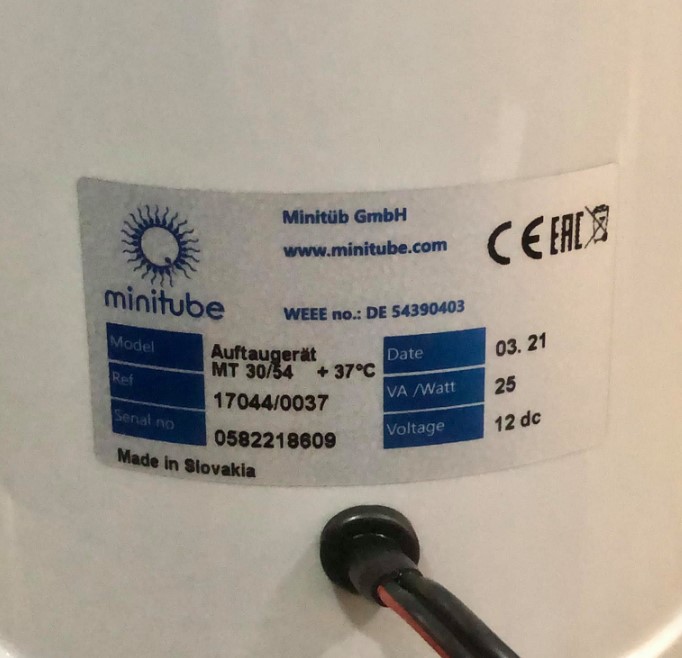 Minitüb GmbH
www.minitube.com
CE EAC
minitube
WEEE no.: DE 54390403
Model Auftaugerät MT 30/54 + 37°C
Ref 17044/0037
Serial no 0582218609
Date 03. 21
VA /Watt 25
Voltage 12 dc
Made in Slovakia